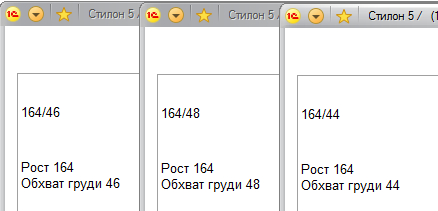 Стилон 5 /
164/46
Рост 164
Обхват груди 46
Стилон 5
164/48
Рост 164
Обхват груди 48
Стилон 5 / (1
164/44
Рост 164
Обхват груди 44